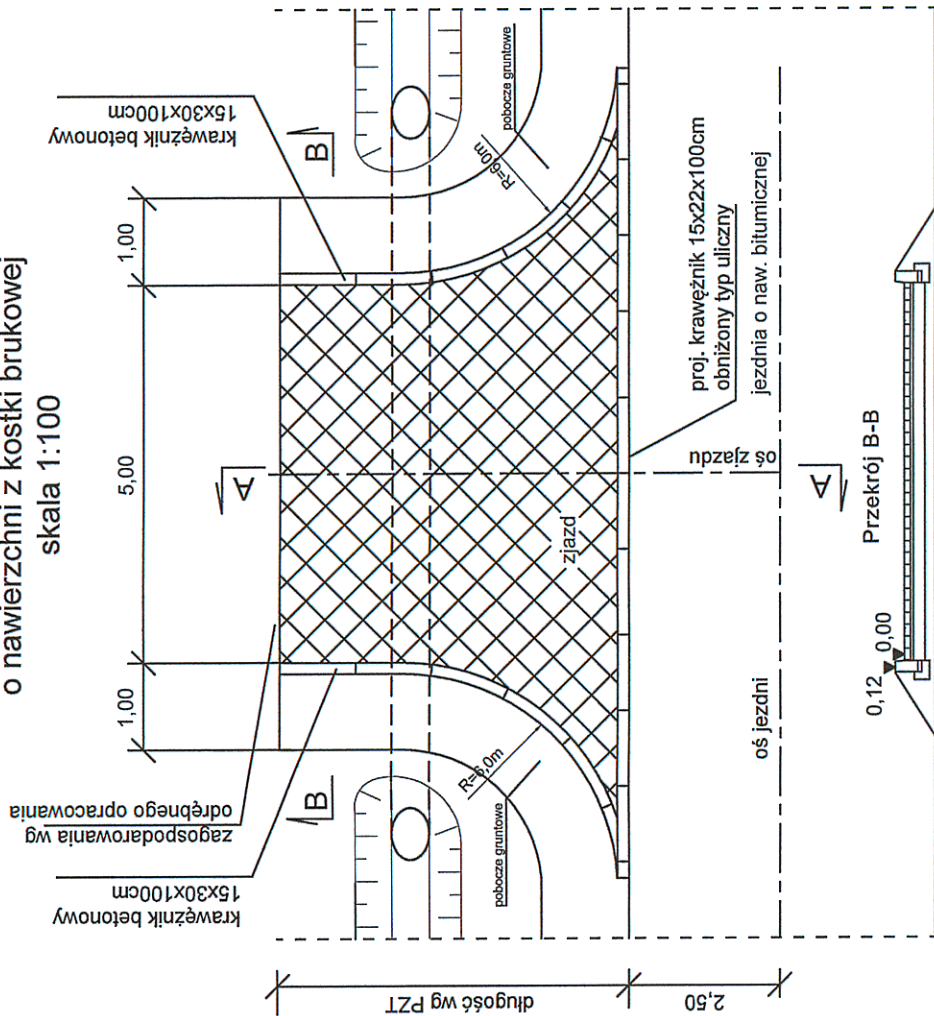 o nawierzchni z kostki brukowej
skala 1:100
krawężnik betonowy
15x30x100cm
1,00
5,00
1,00
B
B
pobocze gruntowe
R=6,0m
A
zagospodarowania wg
odrębnego opracowania
krawężnik betonowy
15x30x100cm
R=6,0m
pobocze gruntowe
zjazd
proj. krawężnik 15x22x100cm
obniżony typ uliczny
jezdnia o naw. bitumicznej
oś zjazdu
A
oś jezdni
długość wg PZT
2,50
Przekrój B-B
0,12
0,00